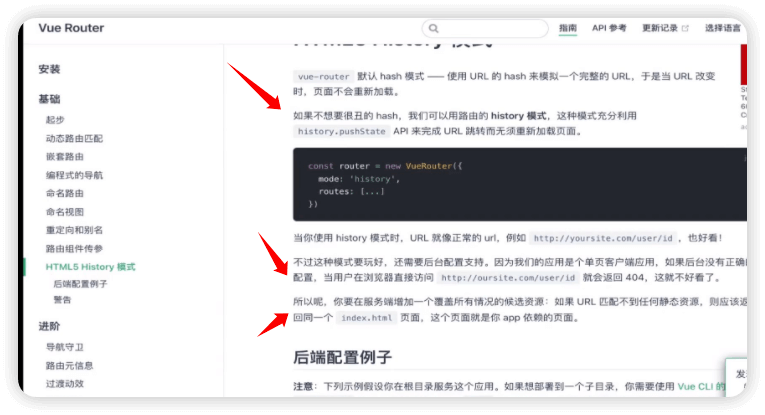 Vue Router
指南
API 参考
更新记录
选择语言
安装
基础
起步
动态路由匹配
嵌套路由
编程式的导航
命名路由
命名视图
重定向和别名
路由组件传参
HTML5 History 模式
后端配置例子
警告
进阶
导航守卫
路由元信息
过渡动效
HTML5 History 模式
vue-router 默认 hash 模式 —— 使用 URL 的 hash 来模拟一个完整的 URL，于是当 URL 改变
时，页面不会重新加载。
如果不想要很丑的 hash，我们可以用路由的 history 模式，这种模式充分利用
history.pushState API 来完成 URL 跳转而无须重新加载页面。
const router = new VueRouter({
mode: 'history',
routes: [...]
})
当你使用 history 模式时，URL 就像正常的 url，例如 http://yoursite.com/user/id ，也好看！
不过这种模式要玩好，还需要后台配置支持。因为我们的应用是个单页客户端应用，如果后台没有正确的
配置，当用户在浏览器直接访问 http://oursite.com/user/id 就会返回 404，这就不好看了。
所以呢，你要在服务端增加一个覆盖所有情况的候选资源：如果 URL 匹配不到任何静态资源，则应该返
回同一个 index.html 页面，这个页面就是你 app 依赖的页面。
后端配置例子
注意：下列示例假设你在根目录服务这个应用。如果想部署到一个子目录，你需要使用 Vue CLI 的